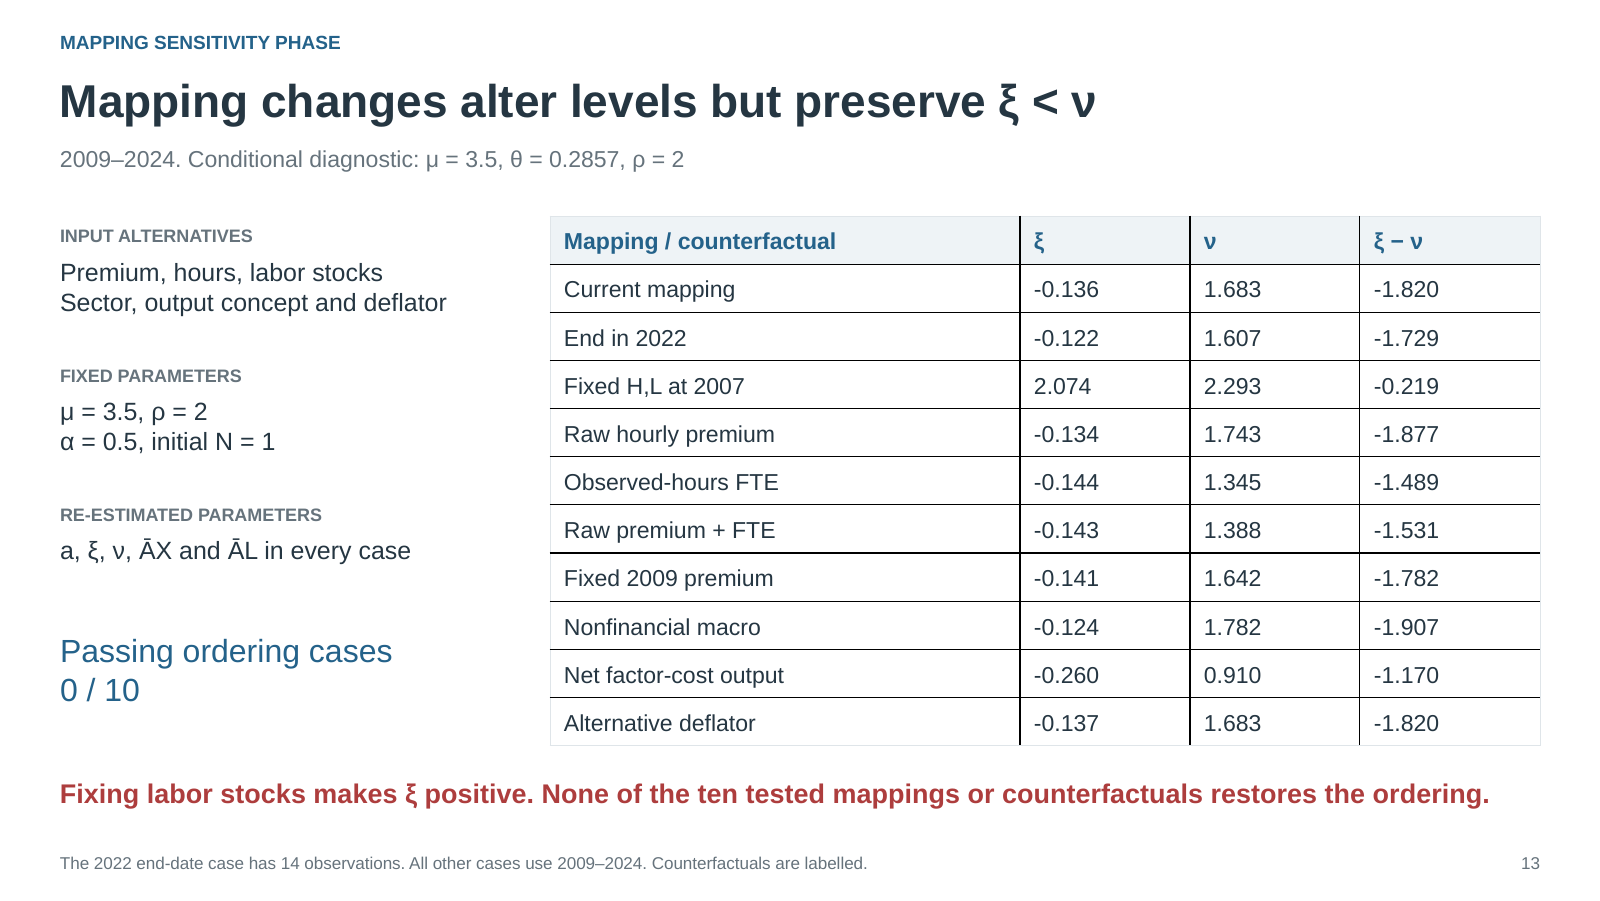 MAPPING SENSITIVITY PHASE
Mapping changes alter levels but preserve ξ < ν
2009–2024. Conditional diagnostic: μ = 3.5, θ = 0.2857, ρ = 2
INPUT ALTERNATIVES
Premium, hours, labor stocks
Sector, output concept and deflator
FIXED PARAMETERS
μ = 3.5, ρ = 2
α = 0.5, initial N = 1
RE-ESTIMATED PARAMETERS
a, ξ, ν, ĀX and ĀL in every case
Passing ordering cases
0 / 10
Mapping / counterfactual ξ ν ξ − ν
Current mapping -0.136 1.683 -1.820
End in 2022 -0.122 1.607 -1.729
Fixed H,L at 2007 2.074 2.293 -0.219
Raw hourly premium -0.134 1.743 -1.877
Observed-hours FTE -0.144 1.345 -1.489
Raw premium + FTE -0.143 1.388 -1.531
Fixed 2009 premium -0.141 1.642 -1.782
Nonfinancial macro -0.124 1.782 -1.907
Net factor-cost output -0.260 0.910 -1.170
Alternative deflator -0.137 1.683 -1.820
Fixing labor stocks makes ξ positive. None of the ten tested mappings or counterfactuals restores the ordering.
The 2022 end-date case has 14 observations. All other cases use 2009–2024. Counterfactuals are labelled.
13